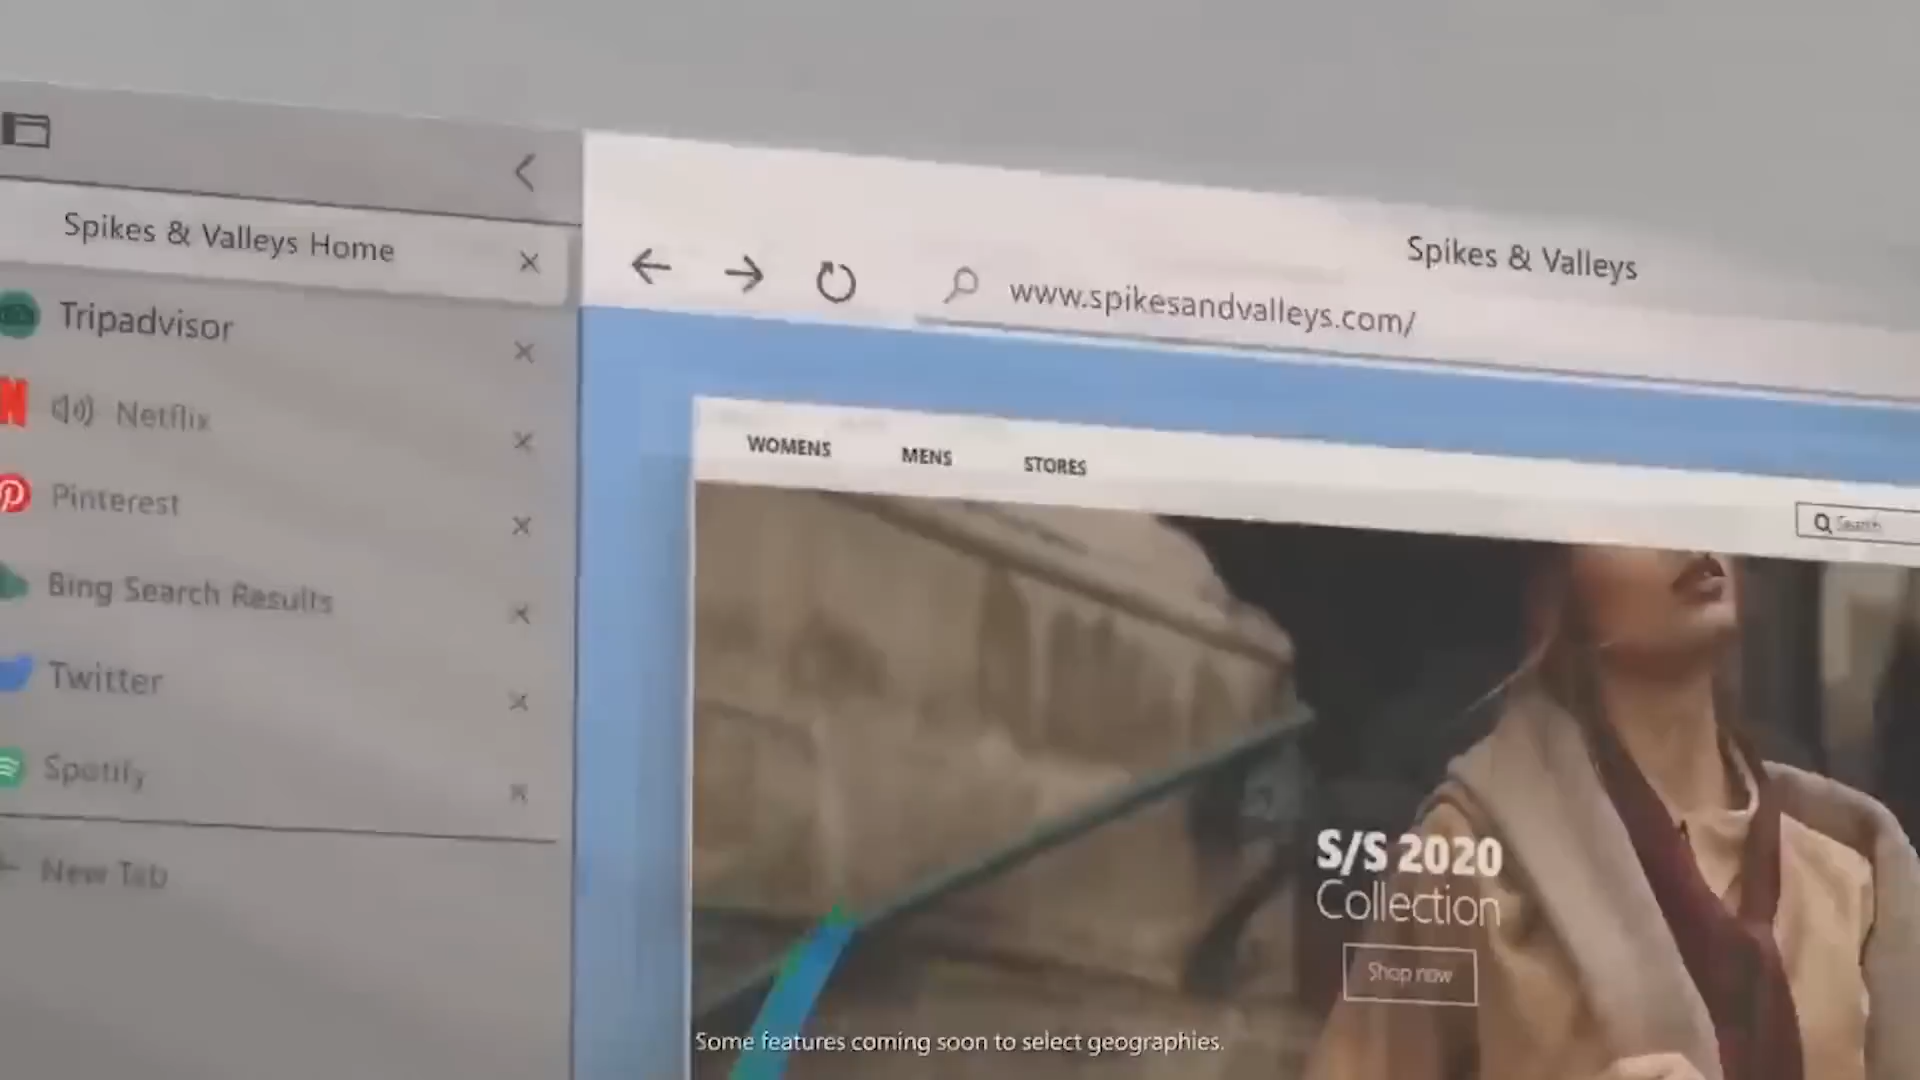 Spikes & Valleys Home
Tripadvisor
Netflix
Pinterest
Bing Search Results
Twitter
Spotify
New Tab
Spikes & Valleys
www.spikesandvalleys.com/
WOMENS
MENS
STORES
Search
S/S 2020
Collection
Shop now
Some features coming soon to select geographies.